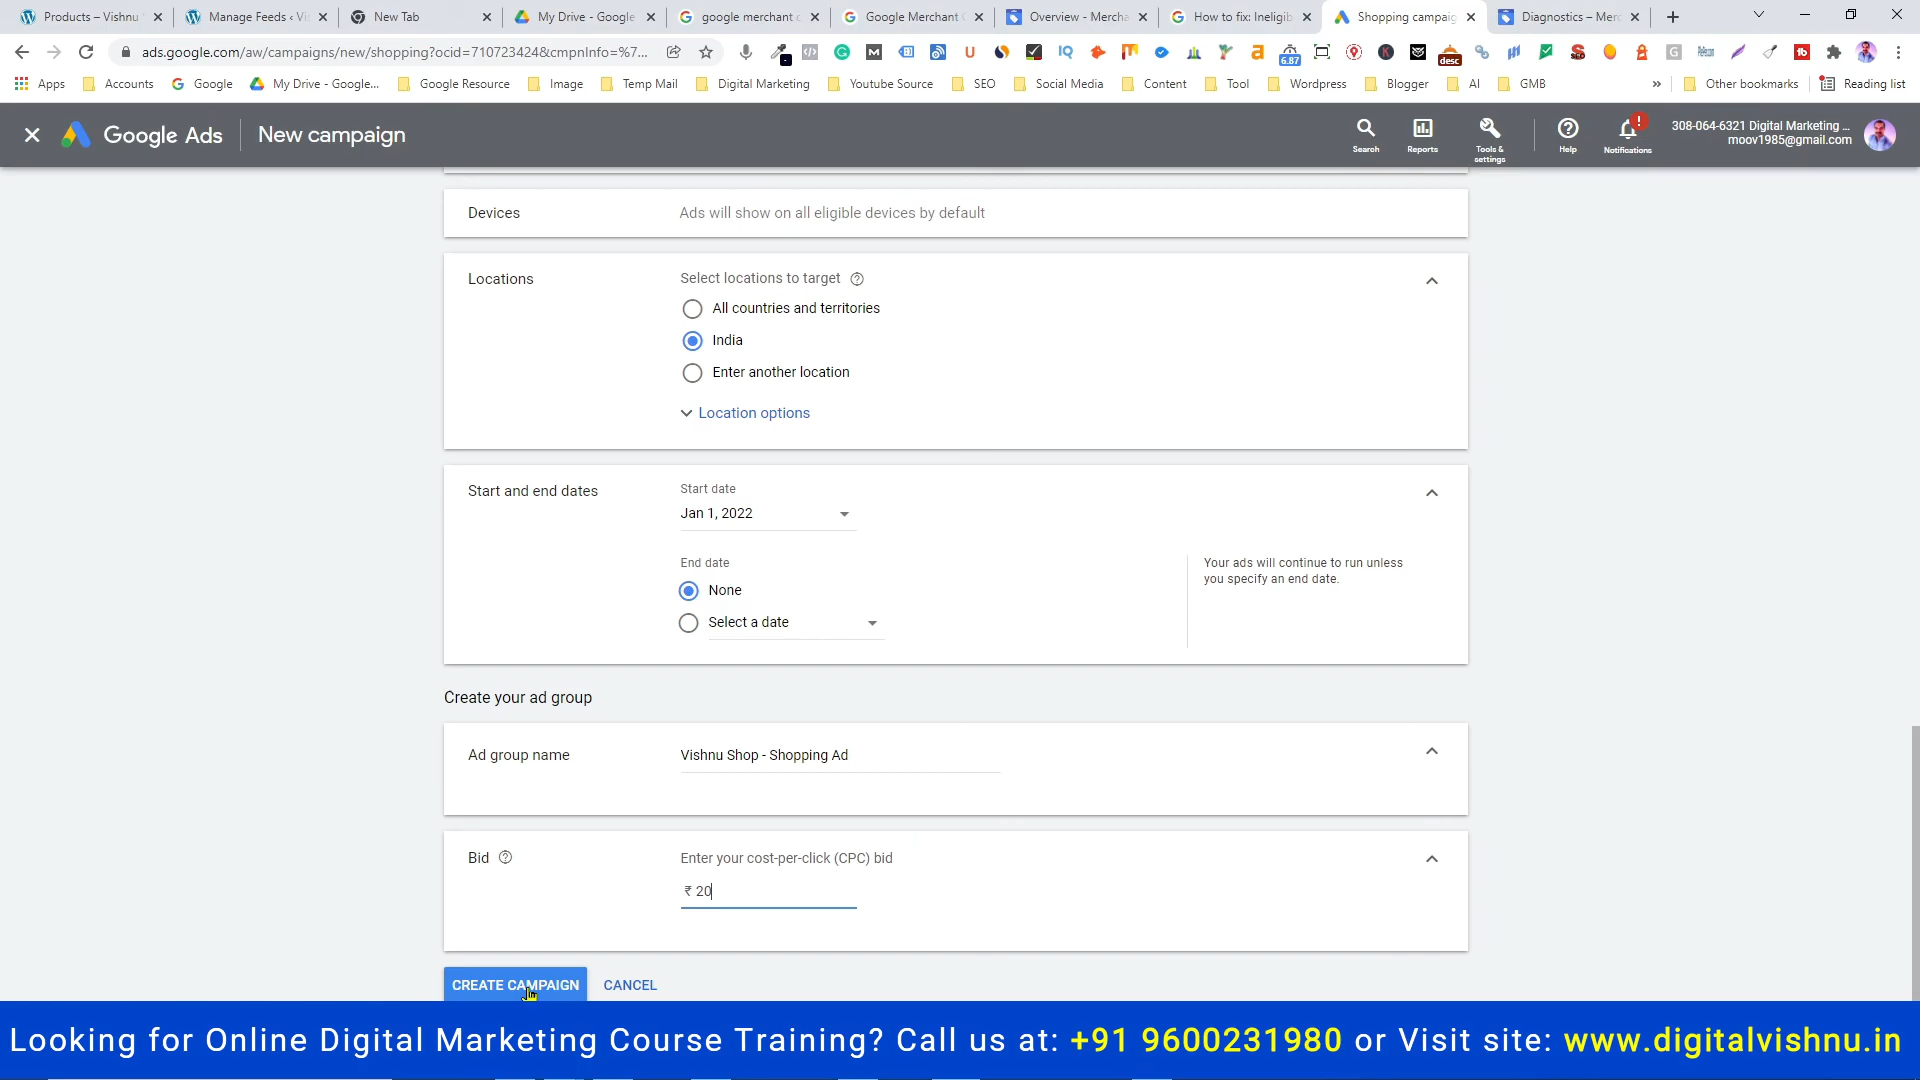 Products – Vishnu
Manage Feeds ‹ Vi
New Tab
My Drive - Google
google merchant c
Google Merchant
Overview - Mercha
How to fix: Ineligib
Shopping campaig
Diagnostics – Merc
ads.google.com/aw/campaigns/new/shopping?ocid=710723424&cmpnInfo=%7...
6.87
desc
Apps
Accounts
Google
My Drive - Google...
Google Resource
Image
Temp Mail
Digital Marketing
Youtube Source
SEO
Social Media
Content
Tool
Wordpress
Blogger
AI
GMB
»
Other bookmarks
Reading list
Google Ads
New campaign
Search
Reports
Tools &
settings
Help
Notifications
308-064-6321 Digital Marketing ...
moov1985@gmail.com
Devices
Ads will show on all eligible devices by default
Locations
Select locations to target
All countries and territories
India
Enter another location
Location options
Start and end dates
Start date
Jan 1, 2022
End date
None
Select a date
Your ads will continue to run unless
you specify an end date.
Create your ad group
Ad group name
Vishnu Shop - Shopping Ad
Bid
Enter your cost-per-click (CPC) bid
₹ 20
CREATE CAMPAIGN
CANCEL
Looking for Online Digital Marketing Course Training? Call us at: +91 9600231980 or Visit site: www.digitalvishnu.in